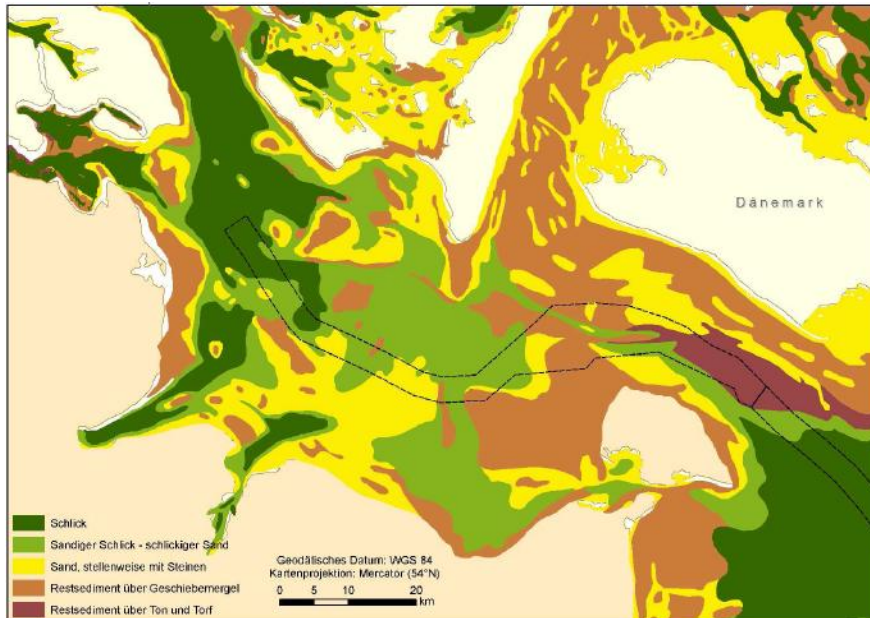 Dänemark
Schlick
Sandiger Schlick - schlickiger Sand
Sand, stellenweise mit Steinen
Restsediment über Geschiebemergel
Restsediment über Ton und Torf
Geodätisches Datum: WGS 84
Kartenprojektion: Mercator (54°N)
0 5 10 20
km